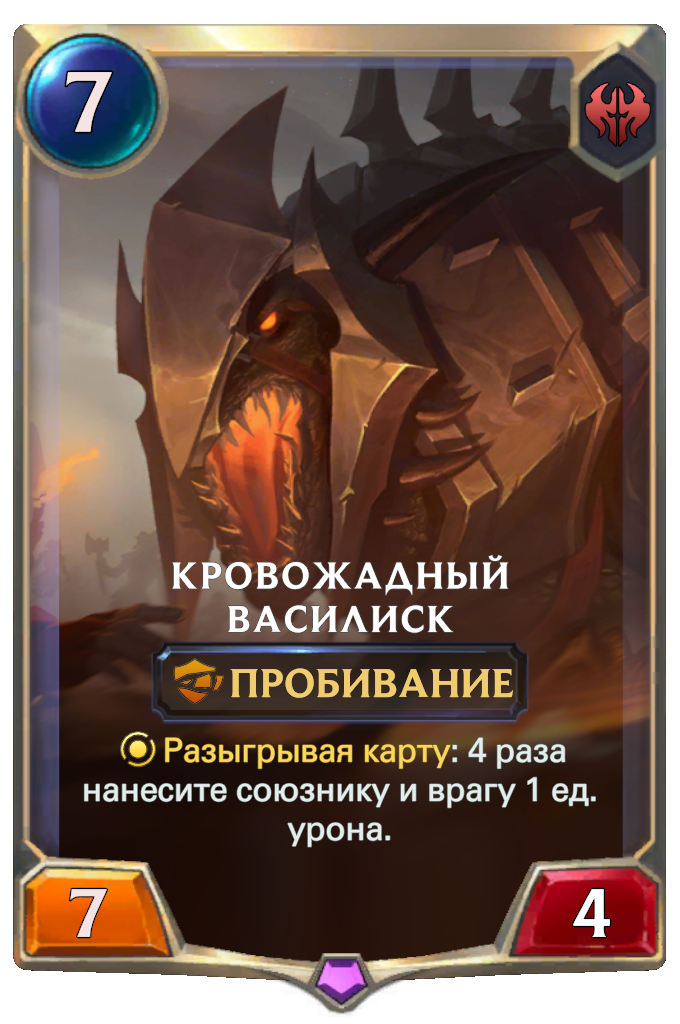 7
КРОВОЖАДНЫЙ
ВАСИЛИСК
ПРОБИВАНИЕ
Разыгрывая карту: 4 раза
нанесите союзнику и врагу 1 ед.
урона.
7
4